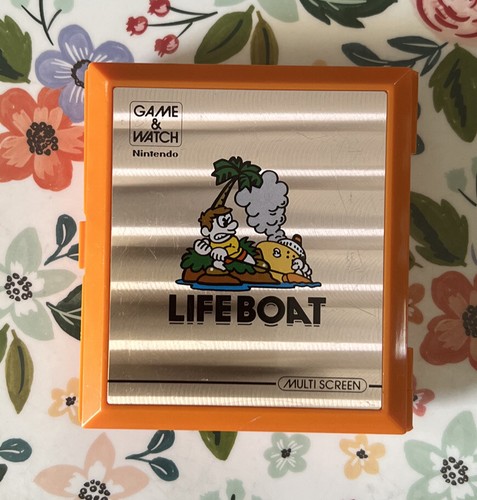 GAME
&
WATCH
Nintendo
LIFEBOAT
MULTI SCREEN